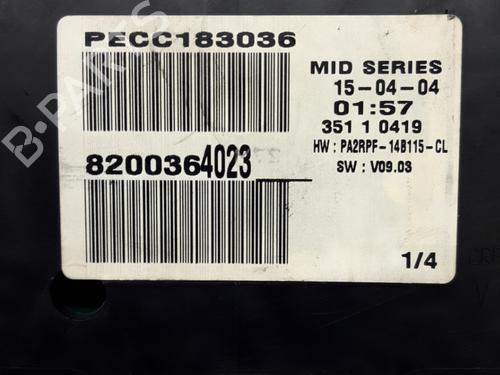 PECC183036
MID SERIES
15-04-04
01:57
351 1 0419
HW : PA2RPF-14B115-CL
SW : V09.03
8200364023
1/4
B-PARTS